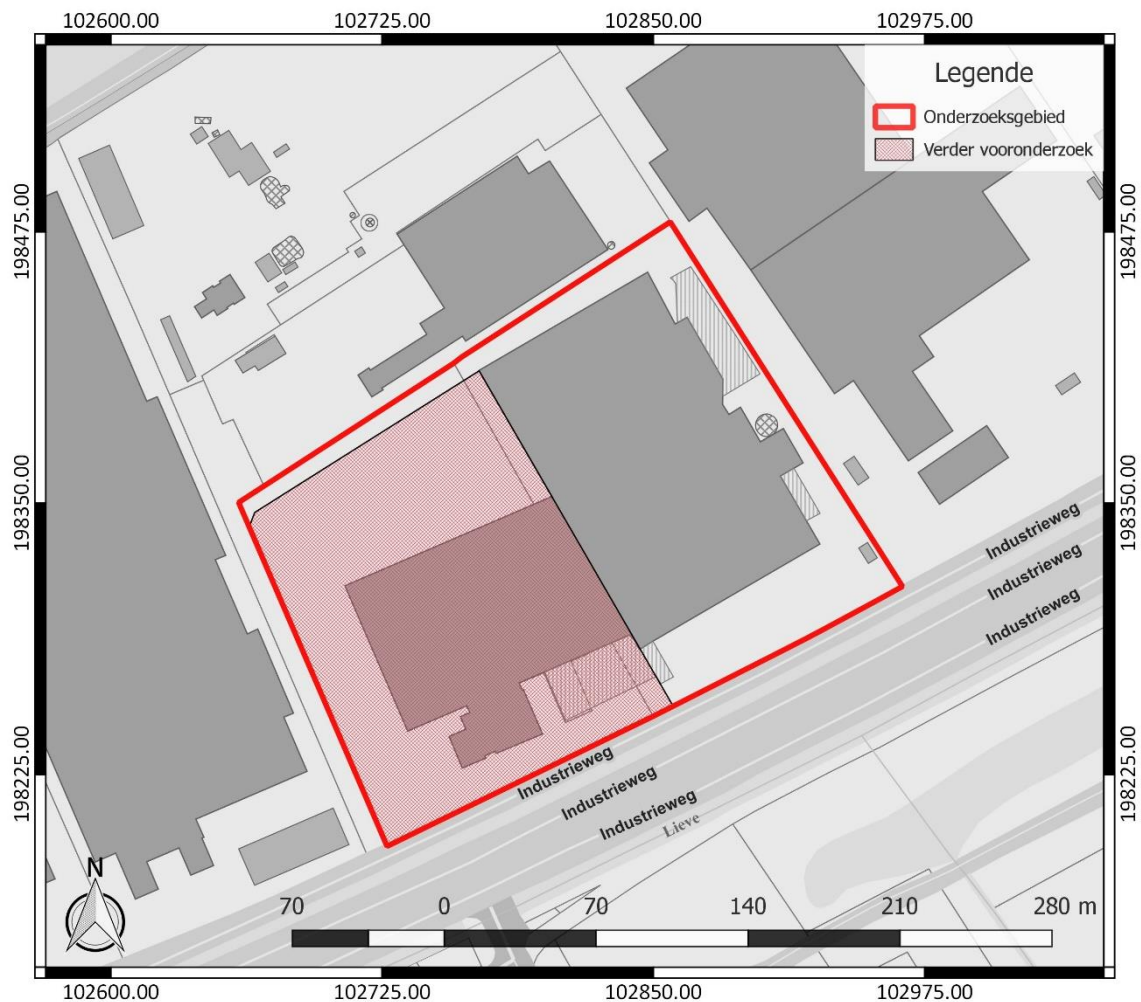 102600.00 102725.00 102850.00 102975.00
Legende
Onderzoeksgebied
Verder vooronderzoek
198475.00 198475.00
198350.00 198350.00
Industrieweg
Industrieweg
Industrieweg
198225.00 198225.00
Industrieweg
Industrieweg
Industrieweg
Lieve
N
70 0 70 140 210 280 m
102600.00 102725.00 102850.00 102975.00